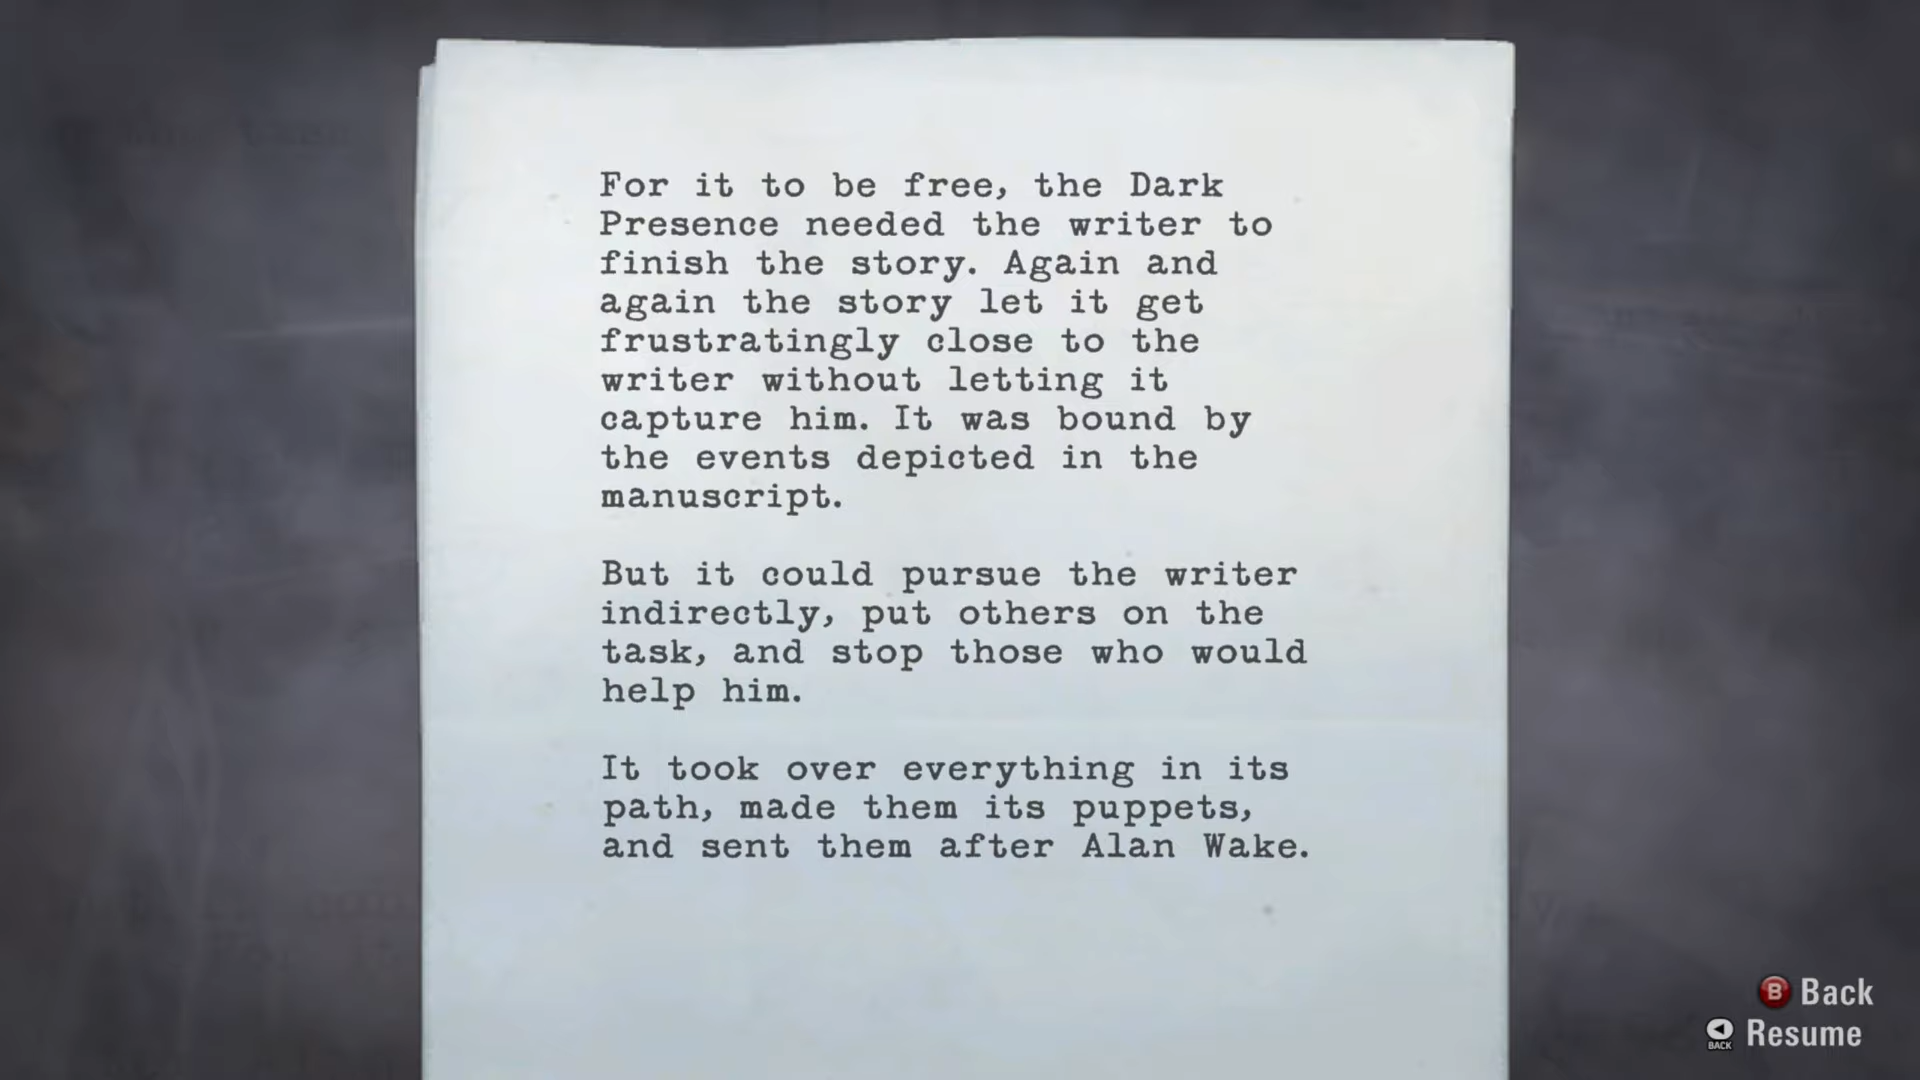 For it to be free, the Dark
Presence needed the writer to
finish the story. Again and
again the story let it get
frustratingly close to the
writer without letting it
capture him. It was bound by
the events depicted in the
manuscript.
But it could pursue the writer
indirectly, put others on the
task, and stop those who would
help him.
It took over everything in its
path, made them its puppets,
and sent them after Alan Wake.
B Back
BACK Resume